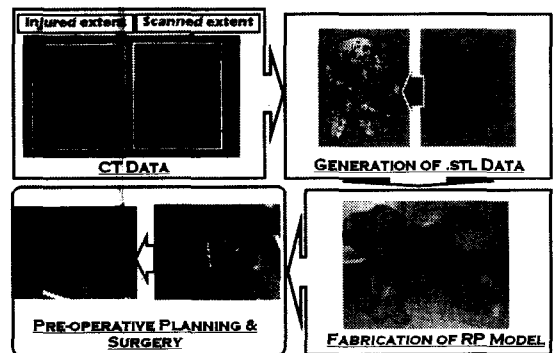 Injured extent Scanned extent
CT DATA
GENERATION OF .STL DATA
PRE-OPERATIVE PLANNING &
SURGERY
FABRICATION OF RP MODEL